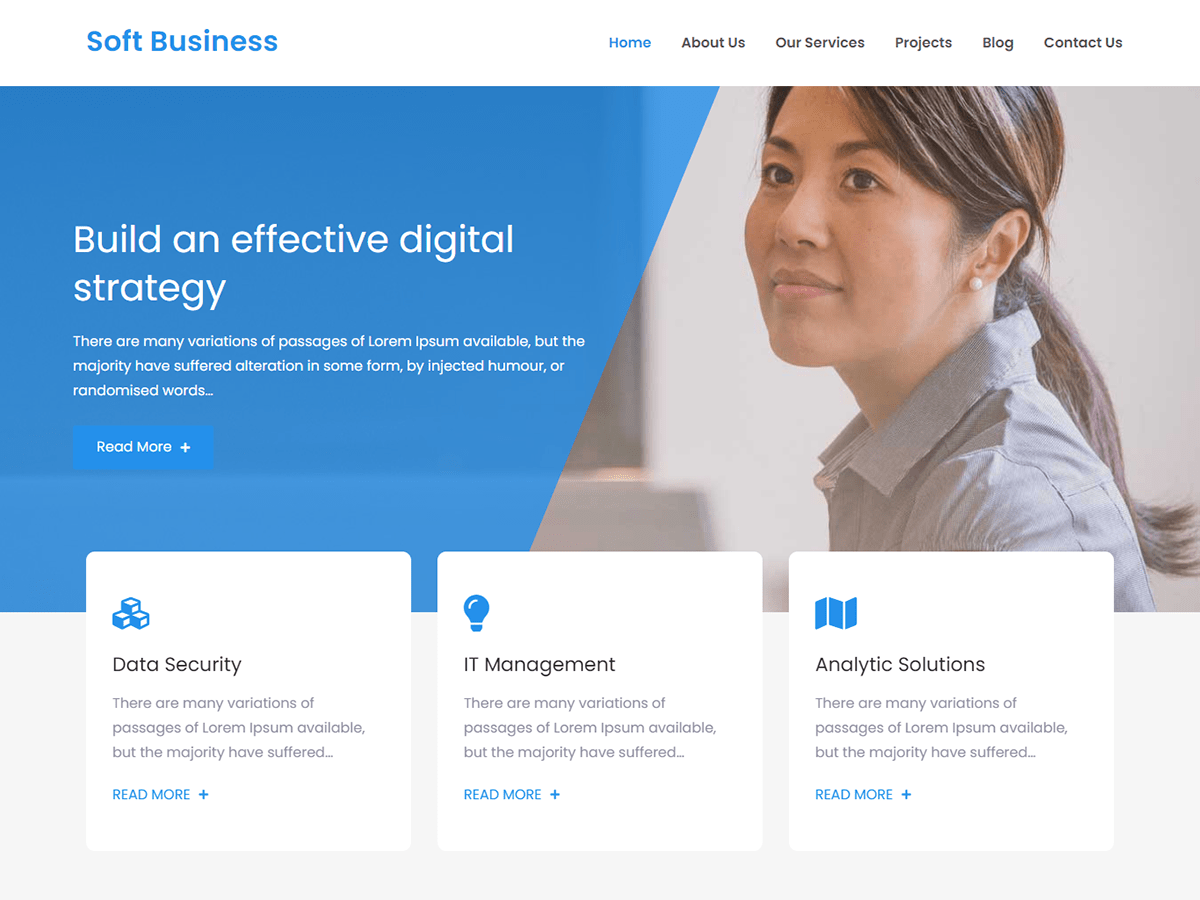 Soft Business
Home About Us Our Services Projects Blog Contact Us
Build an effective digital
strategy
There are many variations of passages of Lorem Ipsum available, but the
majority have suffered alteration in some form, by injected humour, or
randomised words...
Read More +
Data Security
There are many variations of
passages of Lorem Ipsum available,
but the majority have suffered...
READ MORE +
IT Management
There are many variations of
passages of Lorem Ipsum available,
but the majority have suffered...
READ MORE +
Analytic Solutions
There are many variations of
passages of Lorem Ipsum available,
but the majority have suffered...
READ MORE +